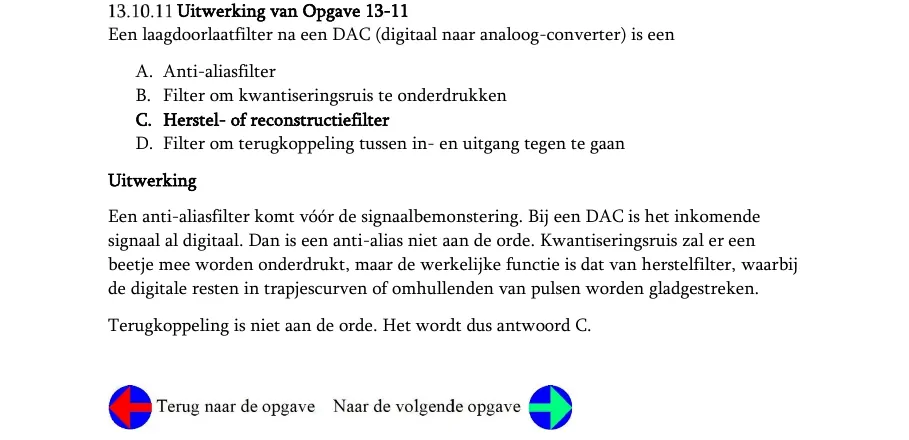 13.10.11 Uitwerking van Opgave 13-11
Een laagdoorlaatfilter na een DAC (digitaal naar analoog-converter) is een
A. Anti-aliasfilter
B. Filter om kwantiseringsruis te onderdrukken
C. Herstel- of reconstructiefilter
D. Filter om terugkoppeling tussen in- en uitgang tegen te gaan
Uitwerking
Een anti-aliasfilter komt vóór de signaalbemonstering. Bij een DAC is het inkomende
signaal al digitaal. Dan is een anti-alias niet aan de orde. Kwantiseringsruis zal er een
beetje mee worden onderdrukt, maar de werkelijke functie is dat van herstelfilter, waarbij
de digitale resten in trapjescurven of omhullenden van pulsen worden gladgestreken.
Terugkoppeling is niet aan de orde. Het wordt dus antwoord C.
Terug naar de opgave Naar de volgende opgave